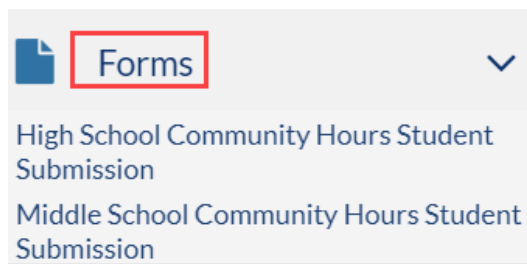 Forms
High School Community Hours Student
Submission
Middle School Community Hours Student
Submission